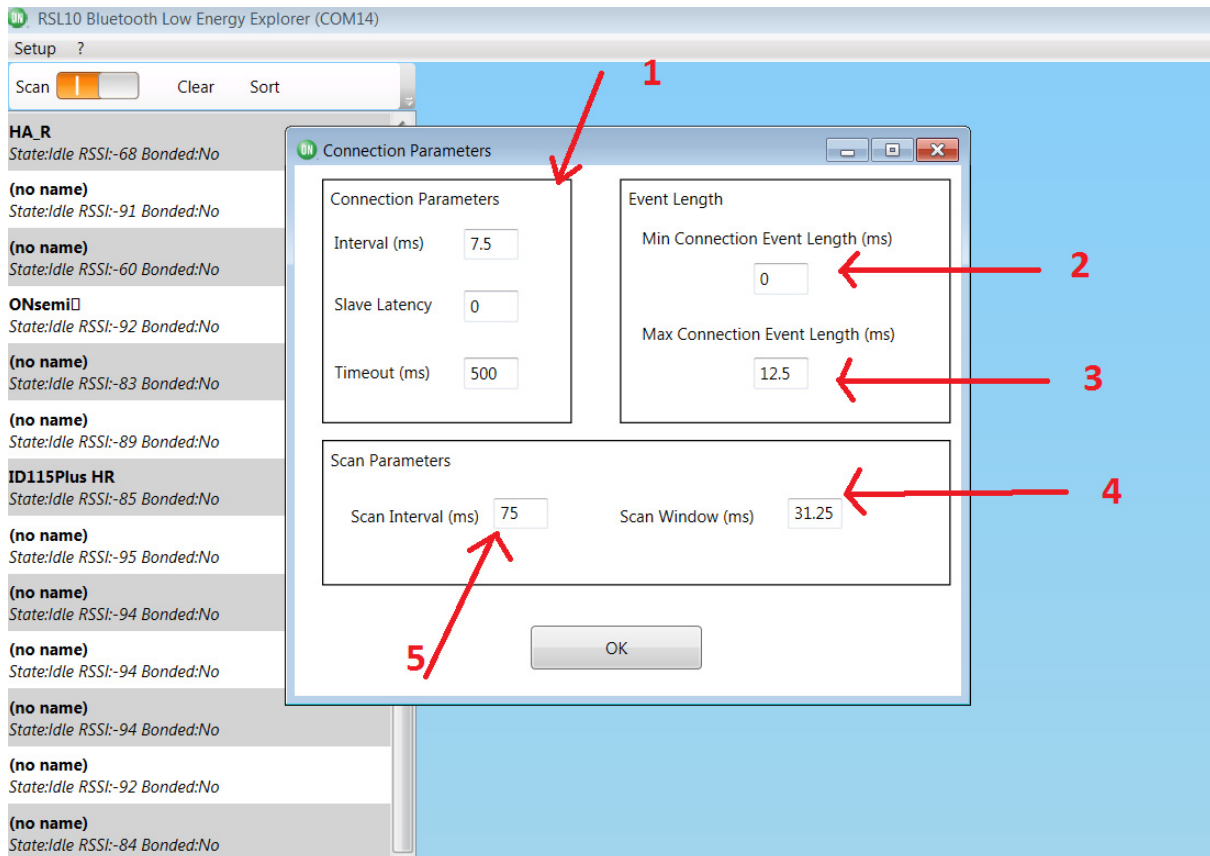 RSL10 Bluetooth Low Energy Explorer (COM14)
Setup ?
Scan Clear Sort
HA_R
State:Idle RSSI:-68 Bonded:No
(no name)
State:Idle RSSI:-91 Bonded:No
(no name)
State:Idle RSSI:-60 Bonded:No
ONsemi▯
State:Idle RSSI:-92 Bonded:No
(no name)
State:Idle RSSI:-83 Bonded:No
(no name)
State:Idle RSSI:-89 Bonded:No
ID115Plus HR
State:Idle RSSI:-85 Bonded:No
(no name)
State:Idle RSSI:-95 Bonded:No
(no name)
State:Idle RSSI:-94 Bonded:No
(no name)
State:Idle RSSI:-94 Bonded:No
(no name)
State:Idle RSSI:-94 Bonded:No
(no name)
State:Idle RSSI:-92 Bonded:No
(no name)
State:Idle RSSI:-84 Bonded:No
ON Connection Parameters
Connection Parameters
Interval (ms) 7.5
Slave Latency 0
Timeout (ms) 500
Event Length
Min Connection Event Length (ms)
0
Max Connection Event Length (ms)
12.5
Scan Parameters
Scan Interval (ms) 75
Scan Window (ms) 31.25
OK
1
2
3
4
5